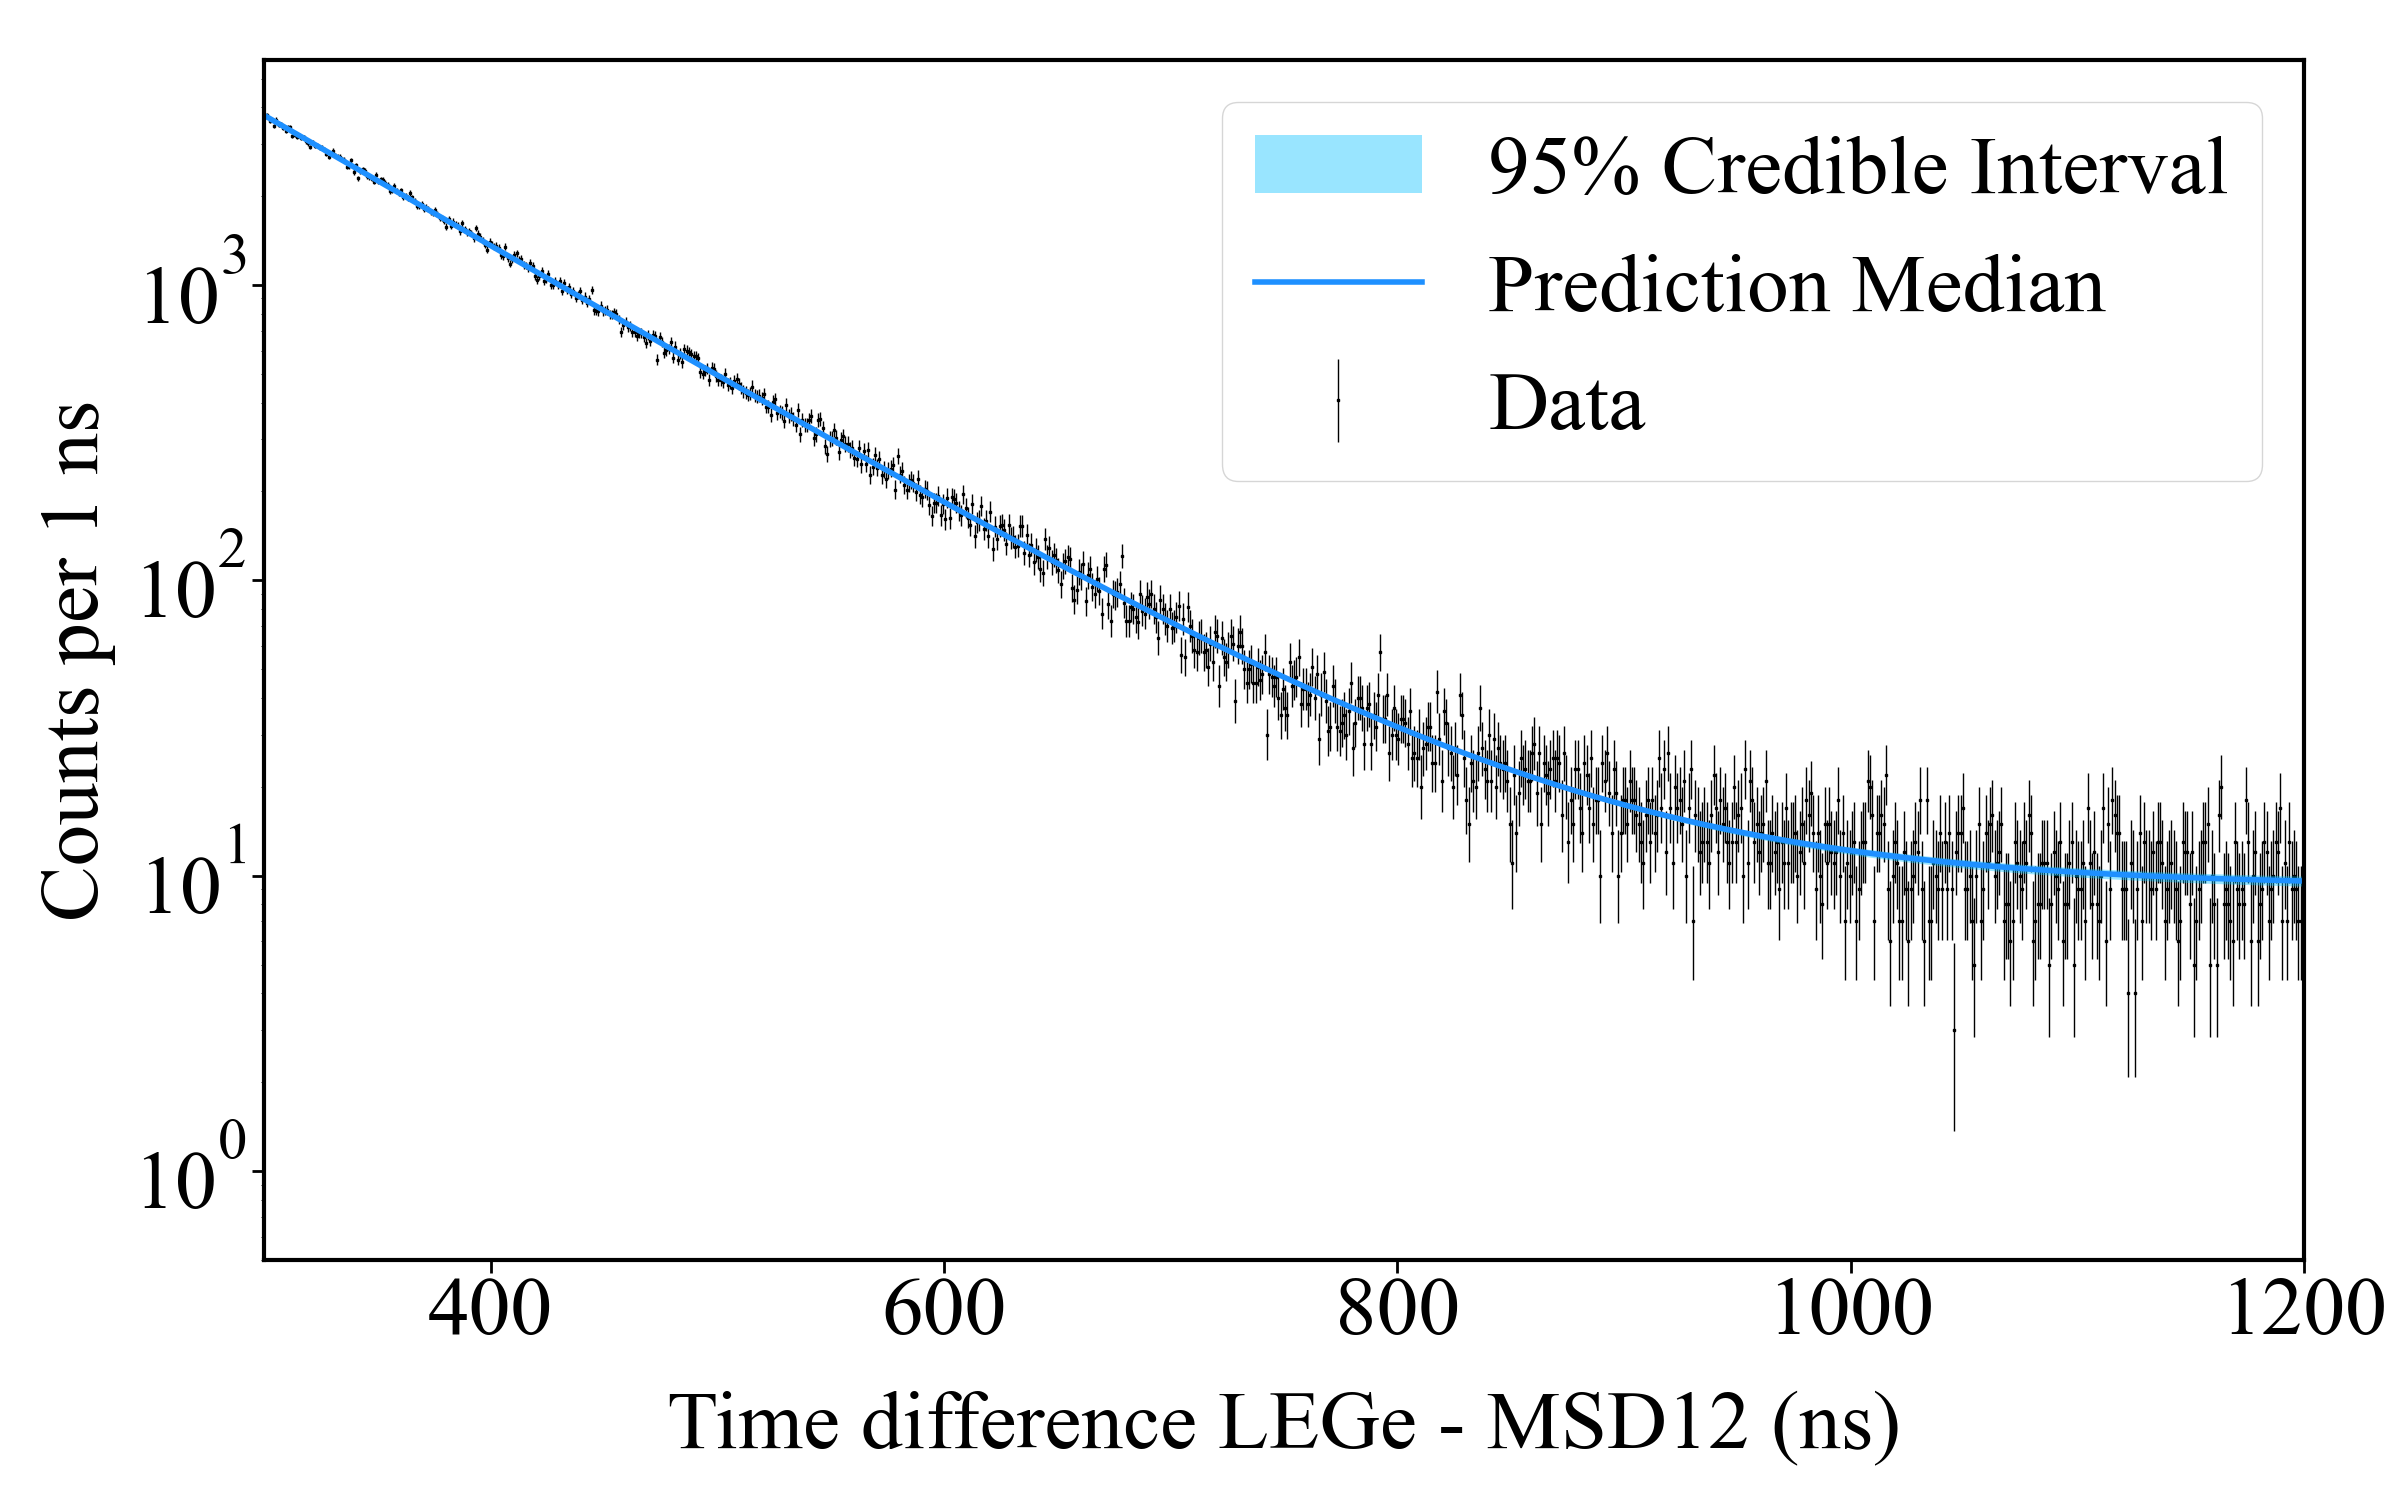 95% Credible Interval
Prediction Median
Data
Counts per 1 ns
10^3
10^2
10^1
10^0
400 600 800 1000 1200
Time difference LEGe - MSD12 (ns)